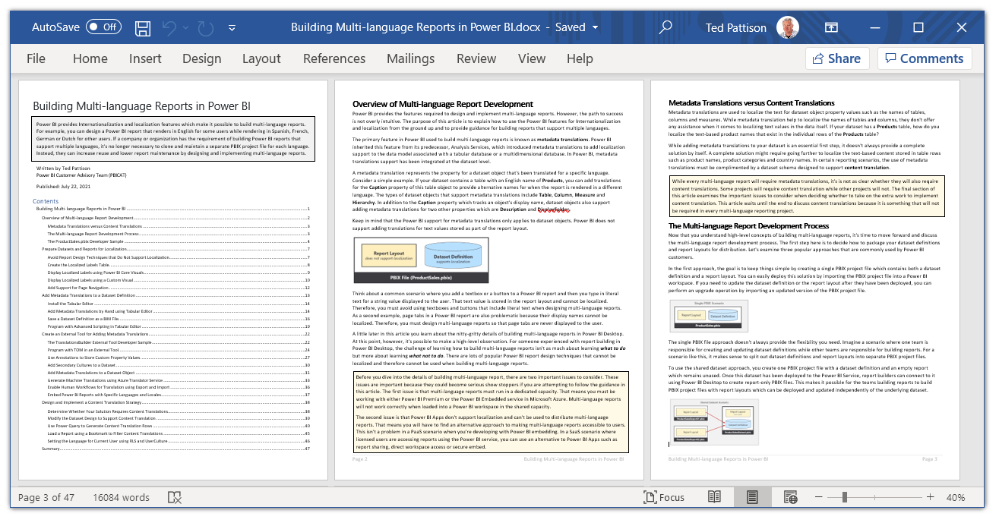 AutoSave Off Building Multi-language Reports in Power BI.docx - Saved Ted Pattison
File Home Insert Design Layout References Mailings Review View Help Share Comments
Building Multi-language Reports in Power BI
Power BI provides Internationalization and localization features which make it possible to build multi-language reports.
For example, you can design a Power BI report that renders in English for some users while rendering in Spanish, French,
German or Dutch for other users. If a company or organization has the requirement of building Power BI reports that
support multiple languages, it's no longer necessary to clone and maintain a separate PBIX project file for each language.
Instead, they can increase reuse and lower report maintenance by designing and implementing multi-language reports.
Written by Ted Pattison
Power BI Customer Advisory Team (PBICAT)
Published: July 22, 2021
Contents
Building Multi-language Reports in Power BI 1
Overview of Multi-language Report Development 2
Metadata Translations versus Content Translations 3
The Multi-language Report Development Process 3
The ProductSales.pbix Developer Sample 4
Prepare Datasets and Reports for Localization 7
Avoid Report Design Techniques that Do Not Support Localization 7
Create the Localized Labels Table 8
Display Localized Labels using Power BI Core Visuals 9
Display Localized Labels using a Custom Visual 10
Add Support for Page Navigation 12
Add Metadata Translations to a Dataset Definition 13
Install the Tabular Editor 14
Add Metadata Translations by Hand using Tabular Editor 14
Save a Dataset Definition as a BIM File 16
Program with Advanced Scripting in Tabular Editor 19
Create an External Tool for Adding Metadata Translations 22
The TranslationsBuilder External Tool Developer Sample 22
Program with TOM in an External Tool 24
Use Annotations to Store Custom Property Values 27
Add Secondary Cultures to a Dataset 30
Add Metadata Translations to a Dataset Object 31
Generate Machine Translations using Azure Translator Service 33
Enable Human Workflows for Translation using Export and Import 36
Embed Power BI Reports with Specific Languages and Locales 37
Design and Implement a Content Translation Strategy 38
Determine Whether Your Solution Requires Content Translations 38
Modify the Dataset Design to Support Content Translation 39
Use Power Query to Generate Content Translation Rows 40
Load a Report using a Bookmark to Filter Content Translations 45
Setting the Language for Current User using RLS and UserCulture 46
Summary 47
Overview of Multi-language Report Development
Power BI provides the features required to design and implement multi-language reports. However, the path to success
is not overly intuitive. The purpose of this article is to explain how to use the Power BI features for Internationalization
and localization from the ground up and to provide guidance for building reports that support multiple languages.
The primary feature in Power BI used to build multi-language reports is known as metadata translations. Power BI
inherited this feature from its predecessor, Analysis Services, which introduced metadata translations to add localization
support to the data model associated with a tabular database or a multidimensional database. In Power BI, metadata
translations support has been integrated at the dataset level.
A metadata translation represents the property for a dataset object that's been translated for a specific language.
Consider a simple example. If your dataset contains a table with an English name of Products, you can add translations
for the Caption property of this table object to provide alternative names for when the report is rendered in a different
language. The types of dataset objects that support metadata translations include Table, Column, Measure and
Hierarchy. In addition to the Caption property which tracks an object's display name, dataset objects also support
adding metadata translations for two other properties which are Description and DisplayFolder.
Keep in mind that the Power BI support for metadata translations only applies to dataset objects. Power BI does not
support adding translations for text values stored as part of the report layout.
Report Layout
does not support localization
Dataset Definition
supports localization
PBIX File (ProductSales.pbix)
Think about a common scenario where you add a textbox or a button to a Power BI report and then you type in literal
text for a string value displayed to the user. That text value is stored in the report layout and cannot be localized.
Therefore, you must avoid using textboxes and buttons that include literal text when designing multi-language reports.
As a second example, page tabs in a Power BI report are also problematic because their display names cannot be
localized. Therefore, you must design multi-language reports so that page tabs are never displayed to the user.
A little later in this article you learn about the nitty-gritty details of building multi-language reports in Power BI Desktop.
At this point, however, it's possible to make a high-level observation. For someone experienced with report building in
Power BI Desktop, the challenge of learning how to build multi-language reports isn't as much about learning what to do
but more about learning what not to do. There are lots of popular Power BI report design techniques that cannot be
localized and therefore cannot be used when building multi-language reports.
Before you dive into the details of building multi-language report, there are two important issues to consider. These
issues are important because they could become serious show stoppers if you are attempting to follow the guidance in
this article. The first issue is that multi-language reports must run in a dedicated capacity. That means you must be
working with either Power BI Premium or the Power BI Embedded service in Microsoft Azure. Multi-language reports
will not work correctly when loaded into a Power BI workspace in the shared capacity.
The second issue is that Power BI Apps don't support localization and can't be used to distribute multi-language
reports. That means you will have to find an alternative approach to making multi-language reports accessible to users.
This isn't a problem in a PaaS scenario when you're developing with Power BI embedding. In a SaaS scenario where
licensed users are accessing reports using the Power BI service, you can use an alternative to Power BI Apps such as
report sharing, direct workspace access or secure embed.
Page 2 Building Multi-language Reports in Power BI
Metadata Translations versus Content Translations
Metadata translations are used to localize the text for dataset object property values such as the names of tables,
columns and measures. While metadata translation help to localize the names of tables and columns, they don't offer
any assistance when it comes to localizing text values in the data itself. If your dataset has a Products table, how do you
localize the text-based product names that exist in the individual rows of the Products table?
While adding metadata translations to your dataset is an essential first step, it doesn't always provide a complete
solution by itself. A complete solution might require going further to localize the text-based content stored in table rows
such as product names, product categories and country names. In certain reporting scenarios, the use of metadata
translations must be complimented by a dataset schema designed to support content translation.
While every multi-language report will require metadata translations, it's is not as clear whether they will also require
content translations. Some projects will require content translation while other projects will not. The final section of
this article examines the important issues to consider when deciding whether to take on the extra work to implement
content translation. This article waits until the end to discuss content translations because it is something that will not
be required in every multi-language reporting project.
The Multi-language Report Development Process
Now that you understand high-level concepts of building multi-language reports, it's time to move forward and discuss
the multi-language report development process. The first step here is to decide how to package your dataset definitions
and report layouts for distribution. Let's examine three popular approaches that are commonly used by Power BI
customers.
In the first approach, the goal is to keep things simple by creating a single PBIX project file which contains both a dataset
definition and a report layout. You can easily deploy this solution by importing the PBIX project file into a Power BI
workspace. If you need to update the dataset definition or the report layout after they have been deployed, you can
perform an upgrade operation by importing an updated version of the PBIX project file.
Single PBIX Scenario
Report Layout Dataset Definition
ProductSales.pbix
The single PBIX file approach doesn't always provide the flexibility you need. Imagine a scenario where one team is
responsible for creating and updating dataset definitions while other teams are responsible for building reports. For a
scenario like this, it makes sense to split out dataset definitions and report layouts into separate PBIX project files.
To use the shared dataset approach, you create one PBIX project file with a dataset definition and an empty report
which remains unused. Once this dataset has been deployed to the Power BI Service, report builders can connect to it
using Power BI Desktop to create report-only PBIX files. This makes it possible for the teams building reports to build
PBIX project files with report layouts which can be deployed and updated independently of the underlying dataset.
Shared Dataset Scenario
Report Layout
Report Layout
Building Multi-language Reports in Power BI Page 3
Page 3 of 47 16084 words Focus 40%